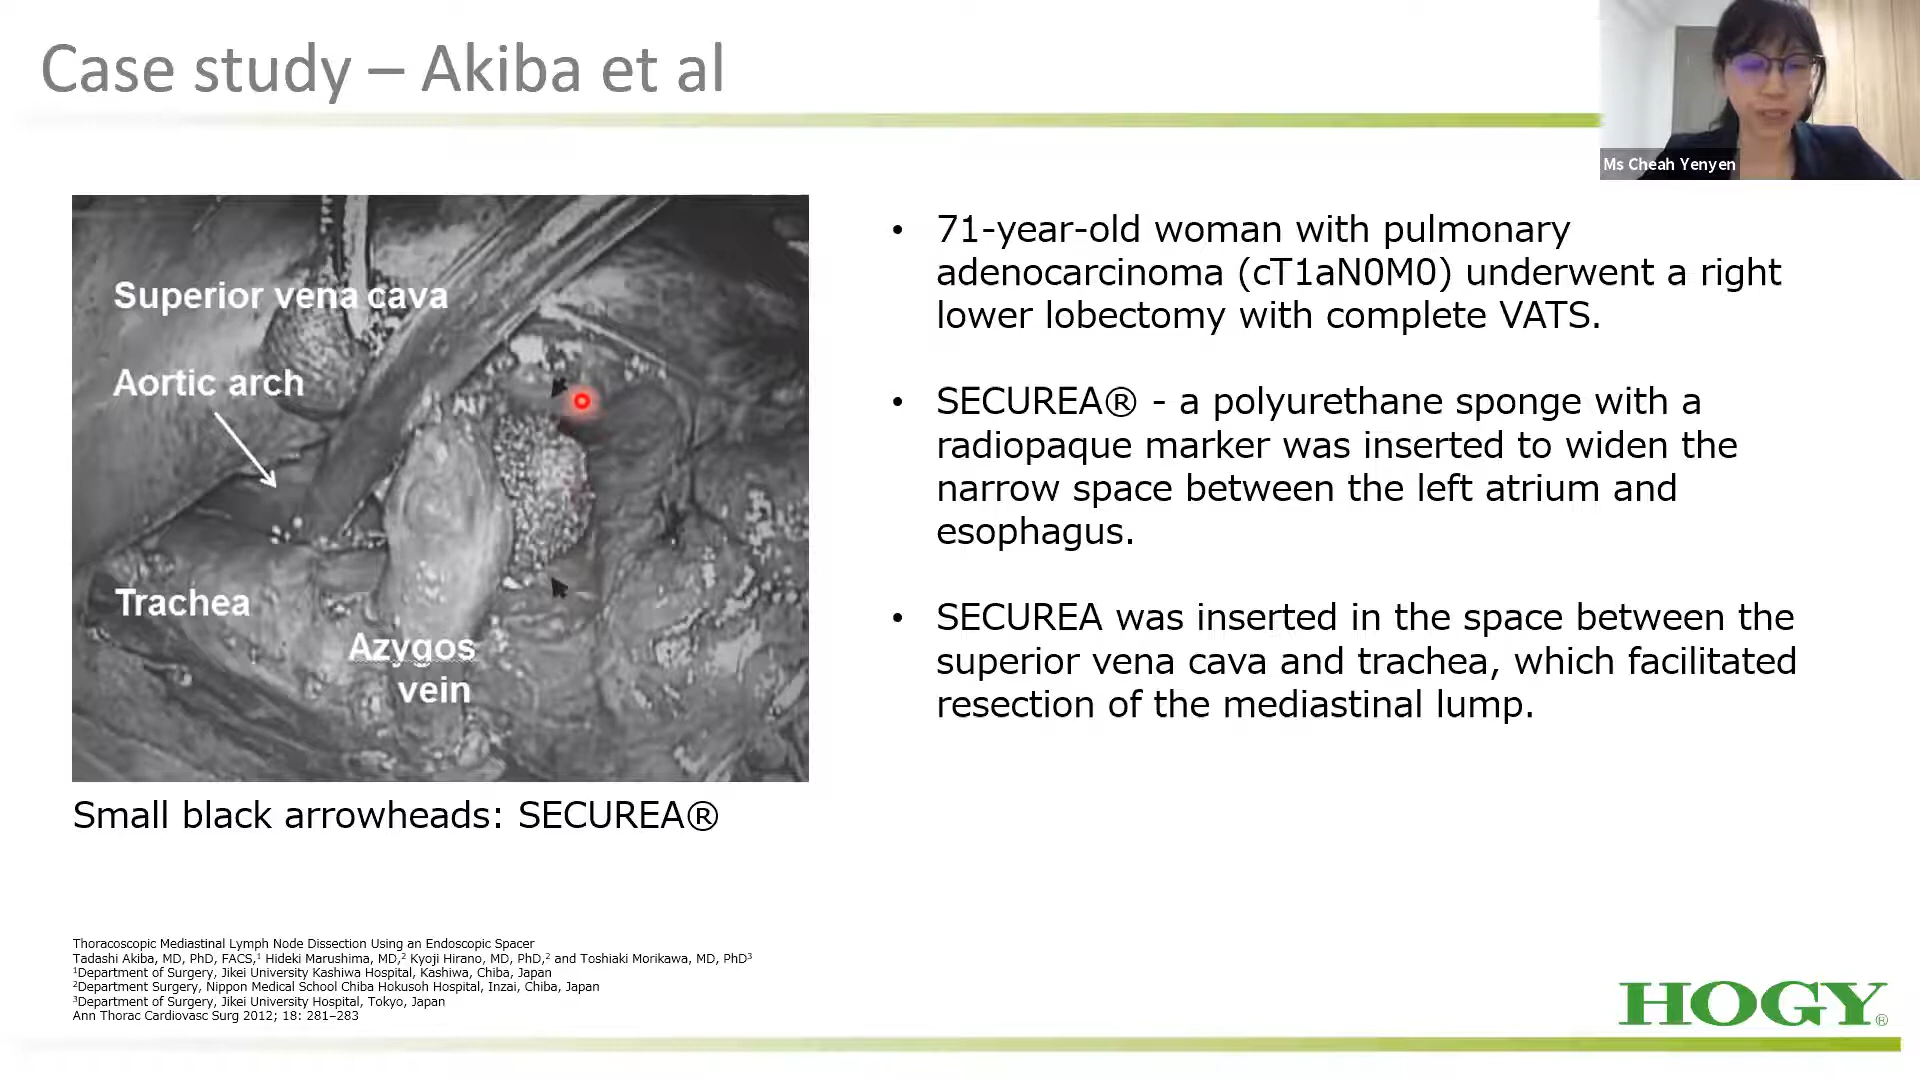 Case study – Akiba et al
Ms Cheah Yenyen
Superior vena cava
Aortic arch
Trachea
Azygos
vein
Small black arrowheads: SECUREA®
• 71-year-old woman with pulmonary
adenocarcinoma (cT1aN0M0) underwent a right
lower lobectomy with complete VATS.
• SECUREA® - a polyurethane sponge with a
radiopaque marker was inserted to widen the
narrow space between the left atrium and
esophagus.
• SECUREA was inserted in the space between the
superior vena cava and trachea, which facilitated
resection of the mediastinal lump.
Thoracoscopic Mediastinal Lymph Node Dissection Using an Endoscopic Spacer
Tadashi Akiba, MD, PhD, FACS,¹ Hideki Marushima, MD,² Kyoji Hirano, MD, PhD,² and Toshiaki Morikawa, MD, PhD³
¹Department of Surgery, Jikei University Kashiwa Hospital, Kashiwa, Chiba, Japan
²Department Surgery, Nippon Medical School Chiba Hokusoh Hospital, Inzai, Chiba, Japan
³Department of Surgery, Jikei University Hospital, Tokyo, Japan
Ann Thorac Cardiovasc Surg 2012; 18: 281–283
HOGY®